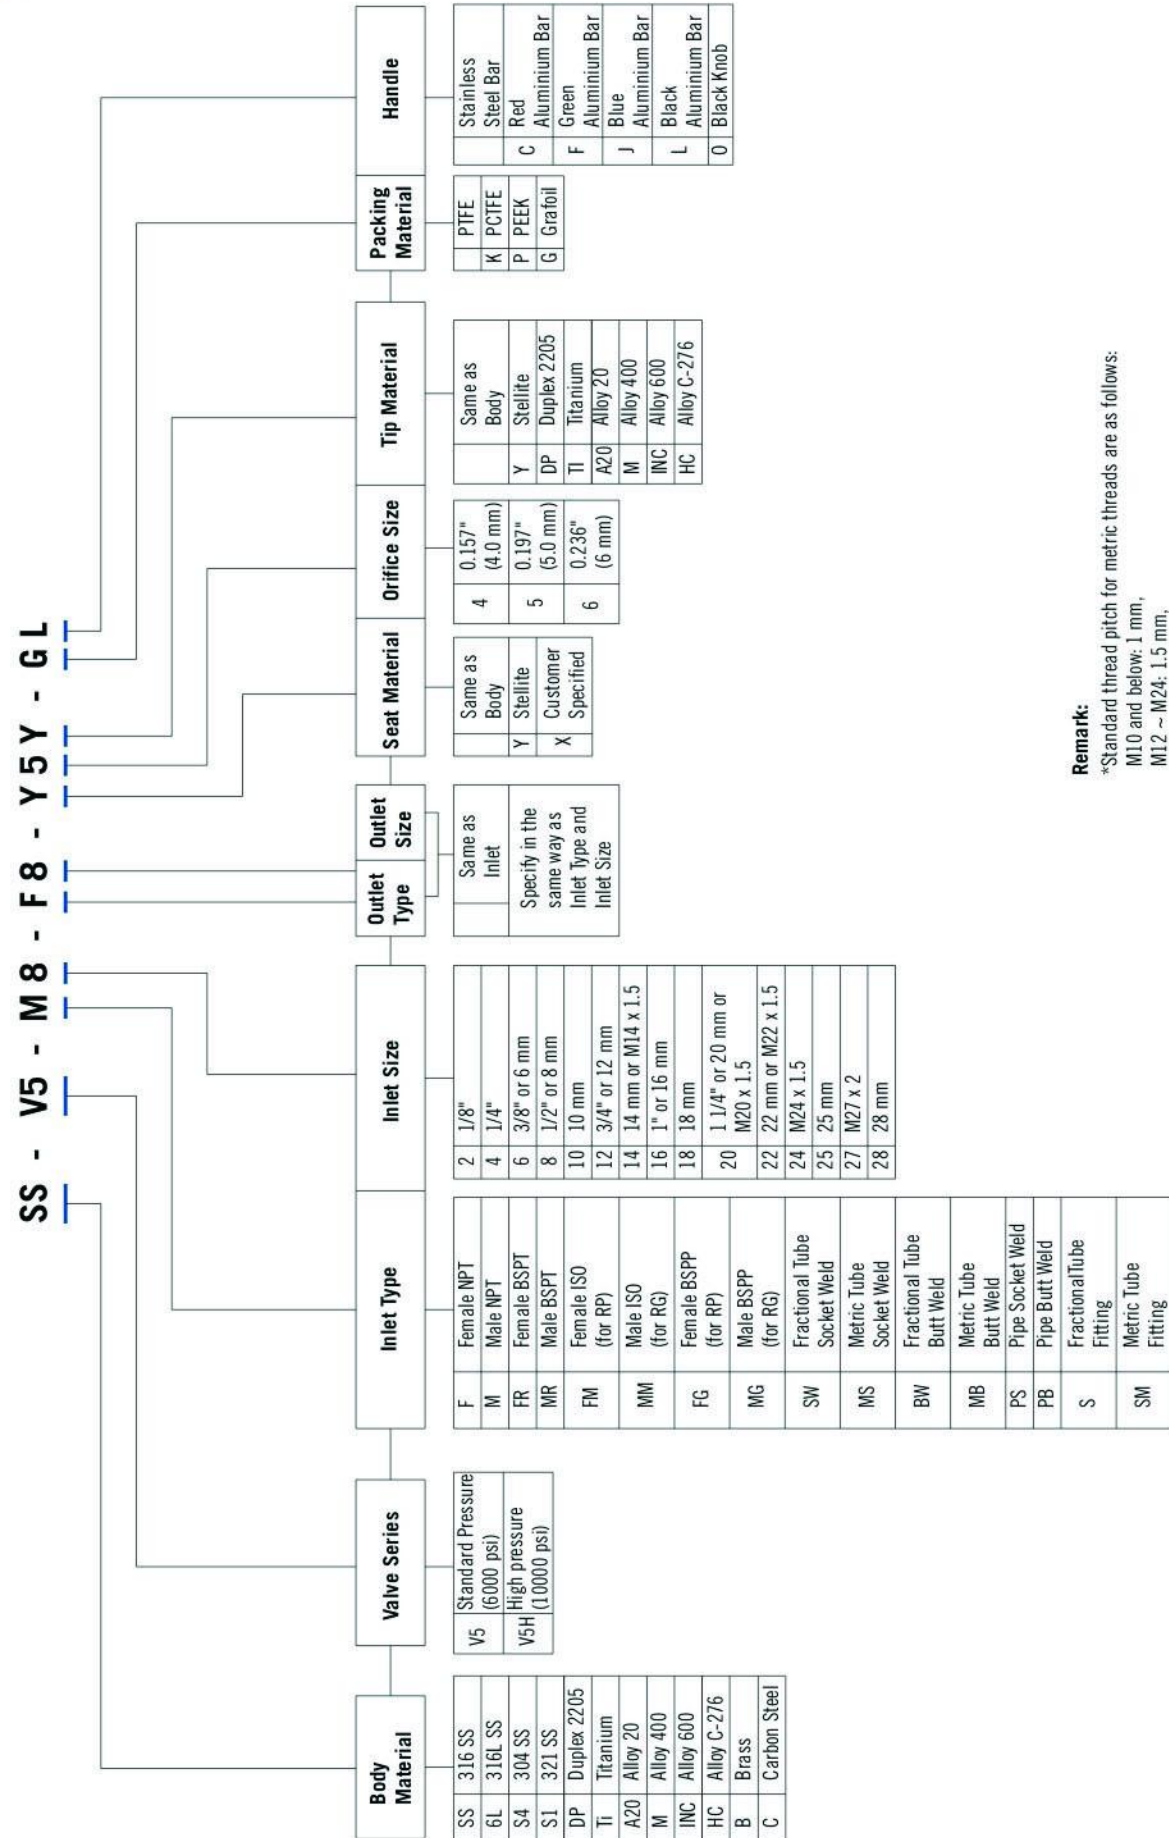 SS - V5 - M 8 - F 8 - Y 5 Y - G L
Body
Material
SS 316 SS
6L 316L SS
S4 304 SS
S1 321 SS
DP Duplex 2205
Ti Titanium
A20 Alloy 20
M Alloy 400
INC Alloy 600
HC Alloy C-276
B Brass
C Carbon Steel
Valve Series
V5 Standard Pressure
(6000 psi)
V5H High pressure
(10000 psi)
Inlet Type
F Female NPT
M Male NPT
FR Female BSPT
MR Male BSPT
FM Female ISO
(for RP)
MM Male ISO
(for RG)
FG Female BSPP
(for RP)
MG Male BSPP
(for RG)
SW Fractional Tube
Socket Weld
MS Metric Tube
Socket Weld
BW Fractional Tube
Butt Weld
MB Metric Tube
Butt Weld
PS Pipe Socket Weld
PB Pipe Butt Weld
S FractionalTube
Fitting
SM Metric Tube
Fitting
Inlet Size
2 1/8"
4 1/4"
6 3/8" or 6 mm
8 1/2" or 8 mm
10 10 mm
12 3/4" or 12 mm
14 14 mm or M14 x 1.5
16 1" or 16 mm
18 18 mm
20 1 1/4" or 20 mm or
M20 x 1.5
22 22 mm or M22 x 1.5
24 M24 x 1.5
25 25 mm
27 M27 x 2
28 28 mm
Outlet
Type
Outlet
Size
Same as
Inlet
Specify in the
same way as
Inlet Type and
Inlet Size
Seat Material
Same as
Body
Y Stellite
X Customer
Specified
Orifice Size
4 0.157"
(4.0 mm)
5 0.197"
(5.0 mm)
6 0.236"
(6 mm)
Tip Material
Same as
Body
Y Stellite
DP Duplex 2205
TI Titanium
A20 Alloy 20
M Alloy 400
INC Alloy 600
HC Alloy C-276
Packing
Material
PTFE
K PCTFE
P PEEK
G Grafoil
Handle
Stainless
Steel Bar
C Red
Aluminium Bar
F Green
Aluminium Bar
J Blue
Aluminium Bar
L Black
Aluminium Bar
O Black Knob
Remark:
*Standard thread pitch for metric threads are as follows:
M10 and below: 1 mm,
M12 ~ M24: 1.5 mm,